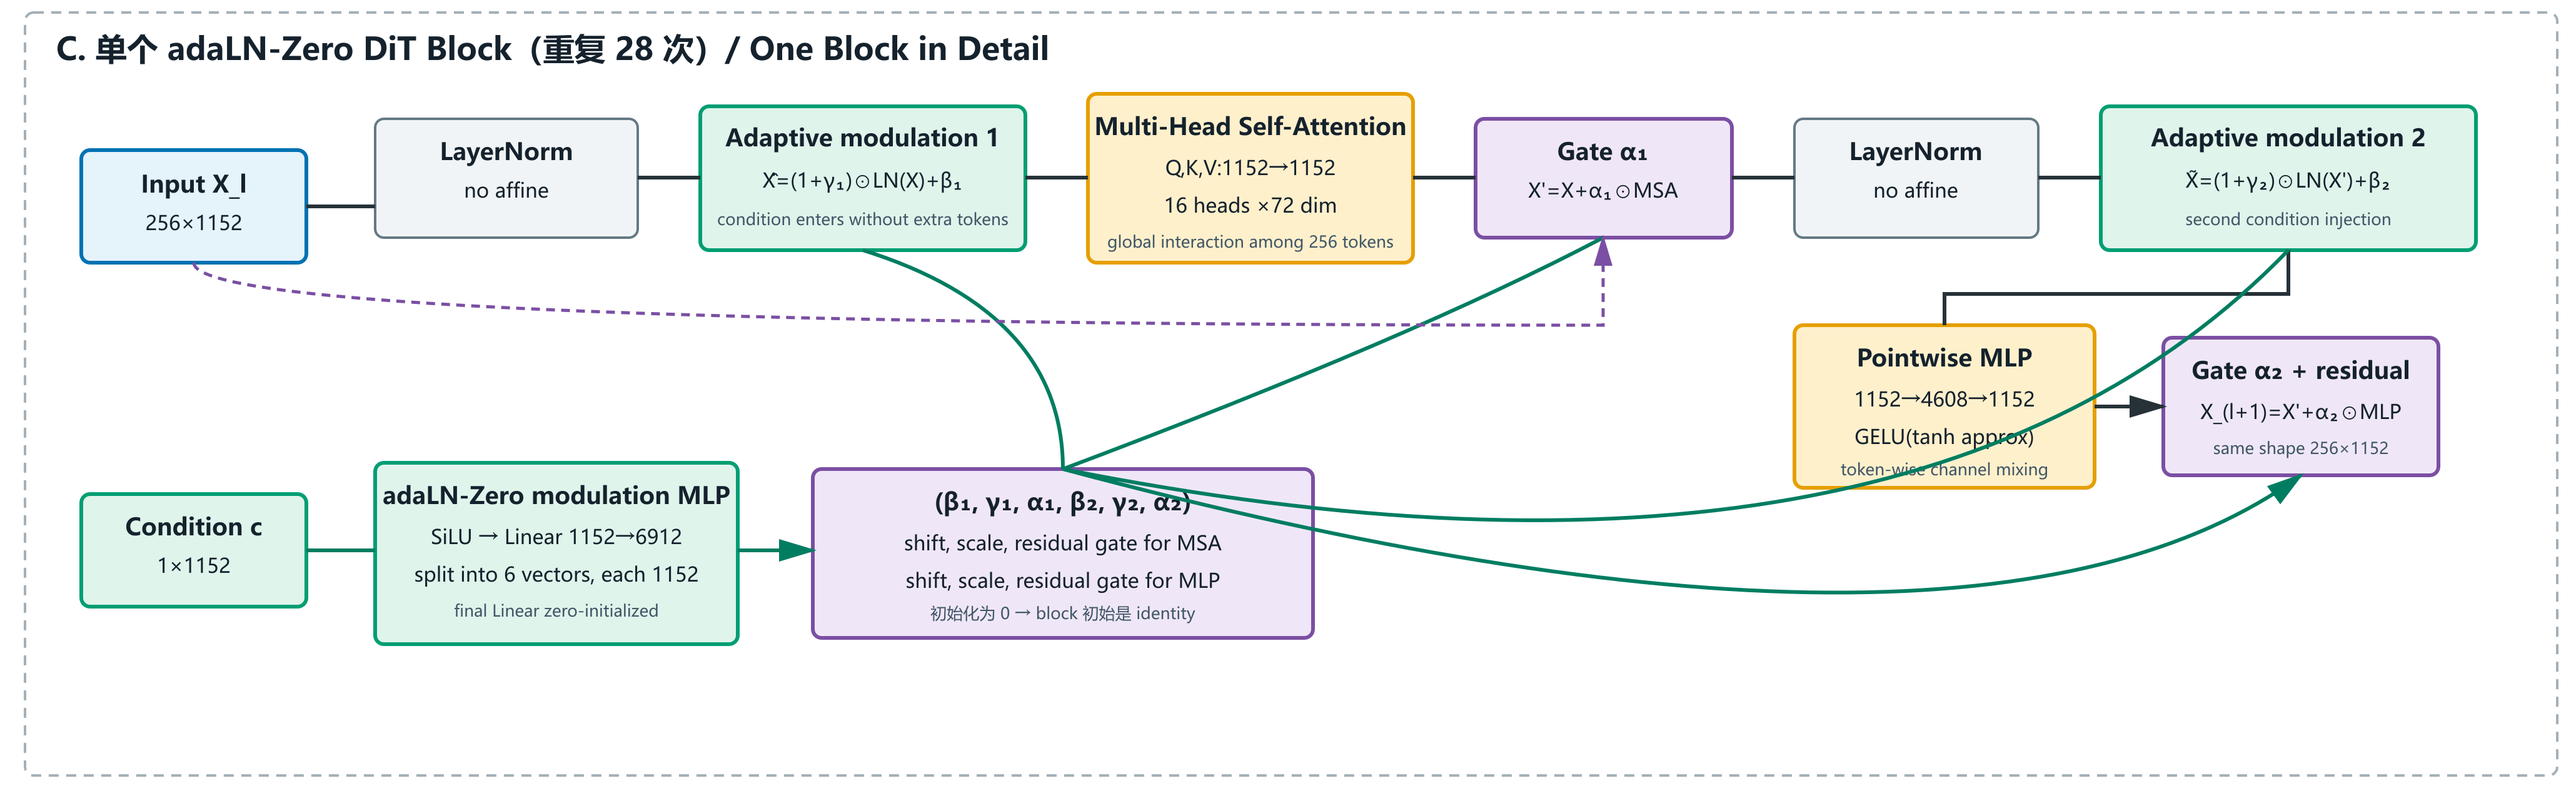 C. 单个 adaLN-Zero DiT Block（重复 28 次）/ One Block in Detail
Input X_l
256×1152
LayerNorm
no affine
Adaptive modulation 1
X̂=(1+γ₁)⊙LN(X)+β₁
condition enters without extra tokens
Multi-Head Self-Attention
Q,K,V:1152→1152
16 heads ×72 dim
global interaction among 256 tokens
Gate α₁
X'=X+α₁⊙MSA
LayerNorm
no affine
Adaptive modulation 2
X̃=(1+γ₂)⊙LN(X')+β₂
second condition injection
Pointwise MLP
1152→4608→1152
GELU(tanh approx)
token-wise channel mixing
Gate α₂ + residual
X_(l+1)=X'+α₂⊙MLP
same shape 256×1152
Condition c
1×1152
adaLN-Zero modulation MLP
SiLU → Linear 1152→6912
split into 6 vectors, each 1152
final Linear zero-initialized
(β₁, γ₁, α₁, β₂, γ₂, α₂)
shift, scale, residual gate for MSA
shift, scale, residual gate for MLP
初始化为 0 → block 初始是 identity